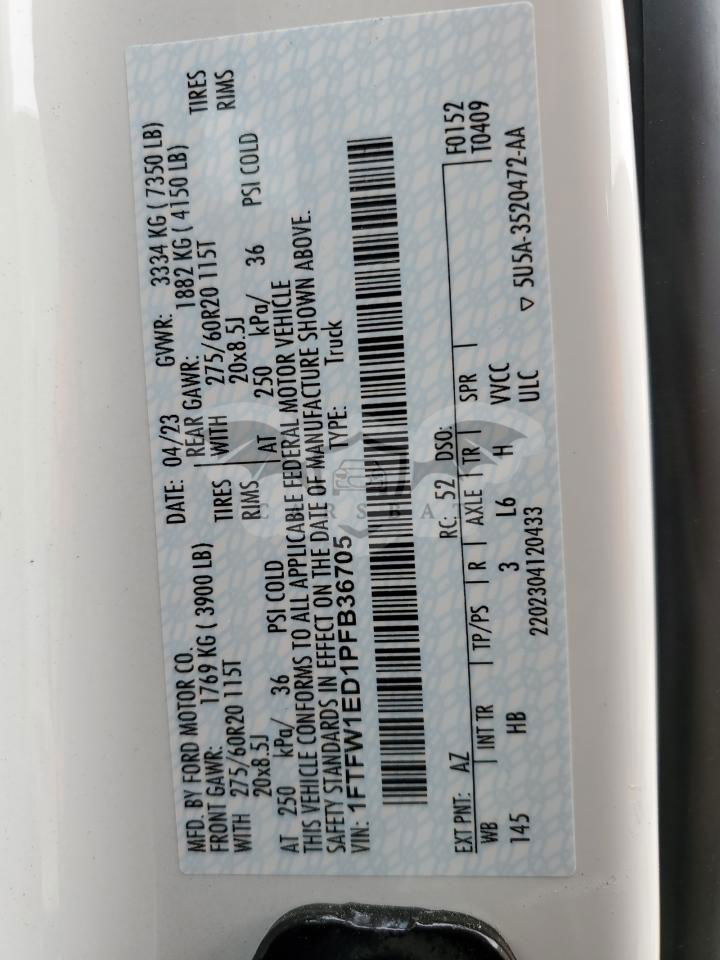 MFD. BY FORD MOTOR CO.
DATE: 04/23
GVWR: 3334 KG ( 7350 LB)
FRONT GAWR: 1769 KG ( 3900 LB)
REAR GAWR: 1882 KG ( 4150 LB)
WITH 275/60R20 115T TIRES
WITH 275/60R20 115T TIRES
20x8.5J RIMS
20x8.5J RIMS
AT 250 kPa/ 36 PSI COLD
AT 250 kPa/ 36 PSI COLD
THIS VEHICLE CONFORMS TO ALL APPLICABLE FEDERAL MOTOR VEHICLE
SAFETY STANDARDS IN EFFECT ON THE DATE OF MANUFACTURE SHOWN ABOVE.
VIN: 1FTFW1ED1PFB36705
TYPE: Truck
F0152
T0409
EXT PNT: AZ RC: 52 DSO:
WB INT TR TP/PS R AXLE TR SPR
145 HB 3 L6 H VVCC
ULC
2202304120433
▽ 5U5A-3520472-AA